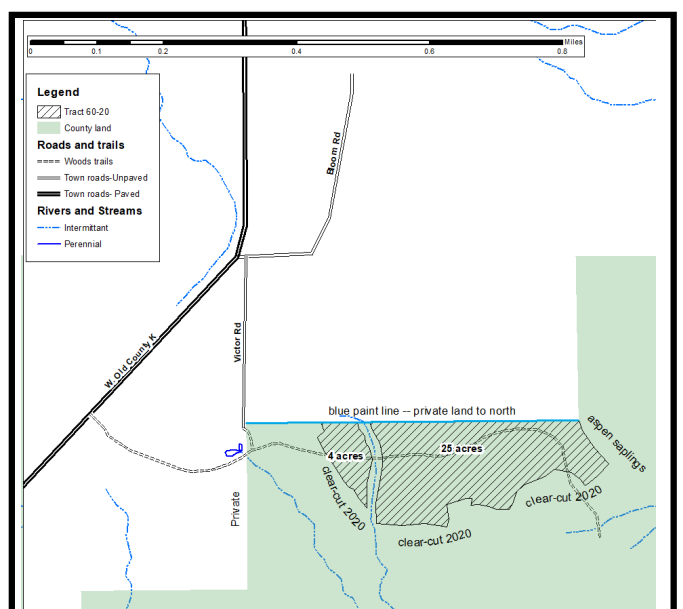 Miles
0 0.1 0.2 0.4 0.6 0.8
Legend
Tract 60-20
County land
Roads and trails
Woods trails
Town roads-Unpaved
Town roads- Paved
Rivers and Streams
Intermittant
Perennial
Bloom Rd
Victor Rd
W. Old County K
blue paint line -- private land to north
aspen saplings
4 acres
25 acres
clear-cut 2020
clear-cut 2020
clear-cut 2020
Private